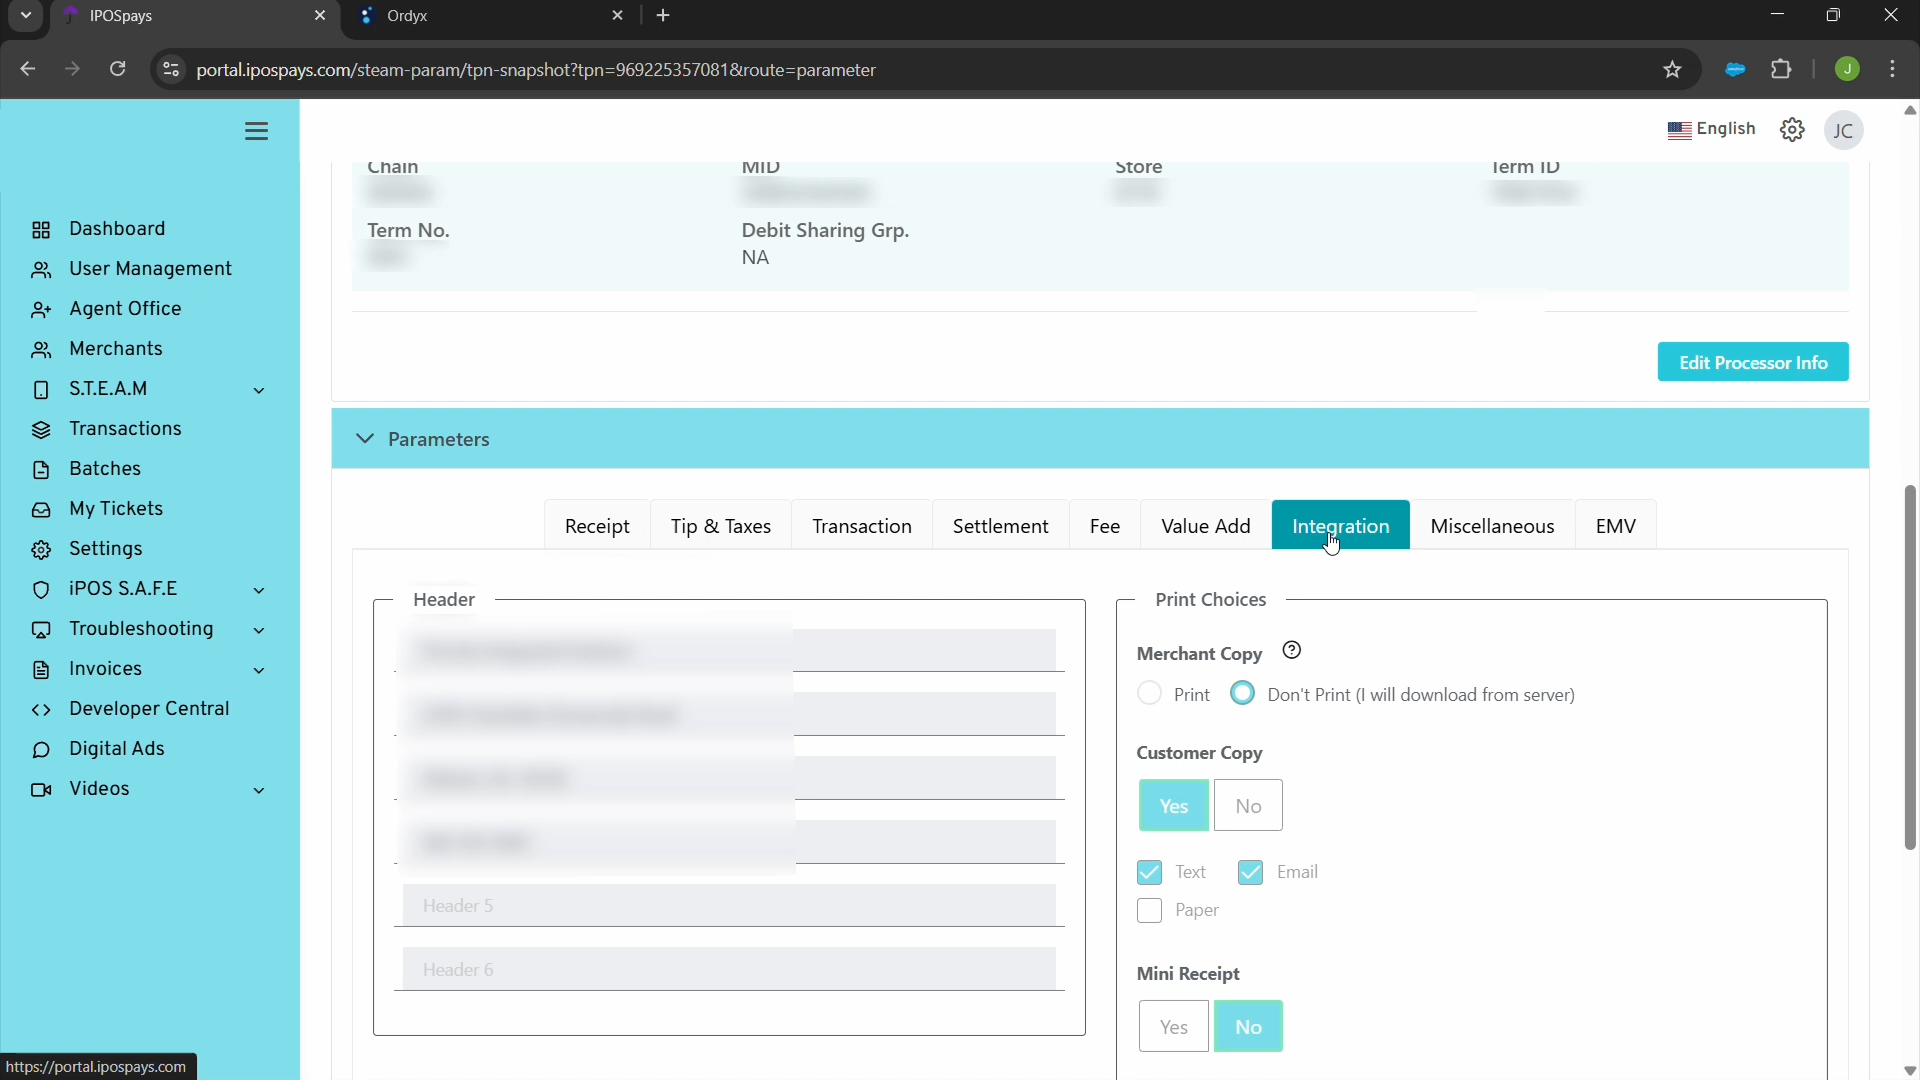 IPOSpays
Ordyx
portal.ipospays.com/steam-param/tpn-snapshot?tpn=969225357081&route=parameter
J
English
JC
Dashboard
User Management
Agent Office
Merchants
S.T.E.A.M
Transactions
Batches
My Tickets
Settings
iPOS S.A.F.E
Troubleshooting
Invoices
Developer Central
Digital Ads
Videos
Chain
MID
Store
Term ID
Term No.
Debit Sharing Grp.
NA
Edit Processor Info
Parameters
Receipt
Tip & Taxes
Transaction
Settlement
Fee
Value Add
Integration
Miscellaneous
EMV
Header
Header 5
Header 6
Print Choices
Merchant Copy
Print
Don't Print (I will download from server)
Customer Copy
Yes
No
Text
Email
Paper
Mini Receipt
Yes
No
https://portal.ipospays.com